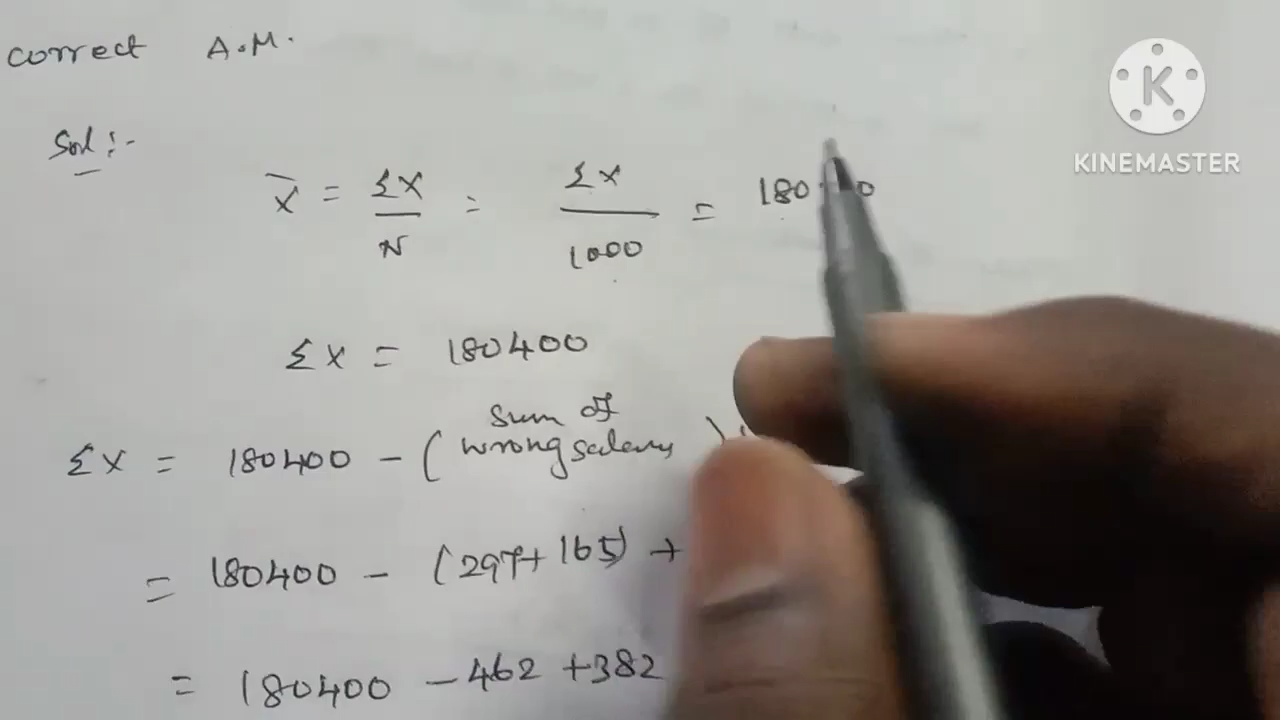 correct A.M.
K
KINEMASTER
Sol :-
X̄ = ΣX / N = ΣX / 1000 =
ΣX = 180400
ΣX = 180400 - ( sum of wrong salary )
= 180400 - (297+ 165) +
= 180400 - 462 + 382